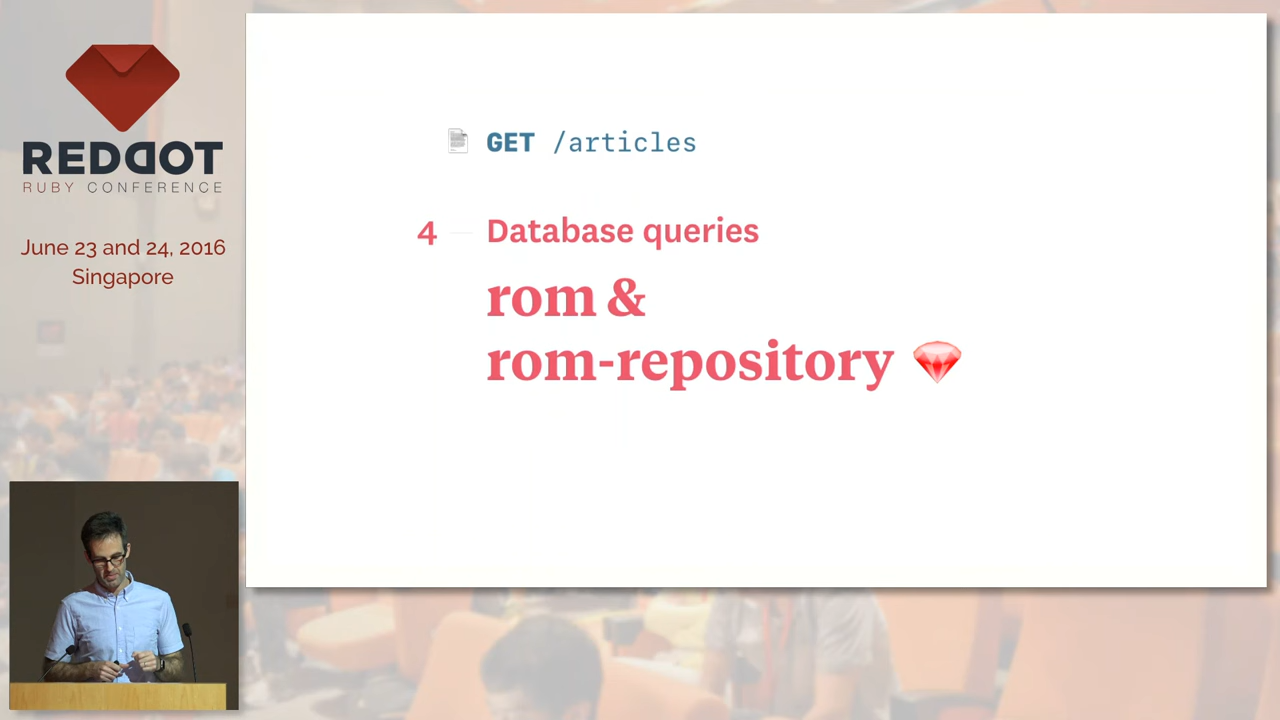 REDDOT
RUBY CONFERENCE
June 23 and 24, 2016
Singapore
GET /articles
4 Database queries
rom &
rom-repository